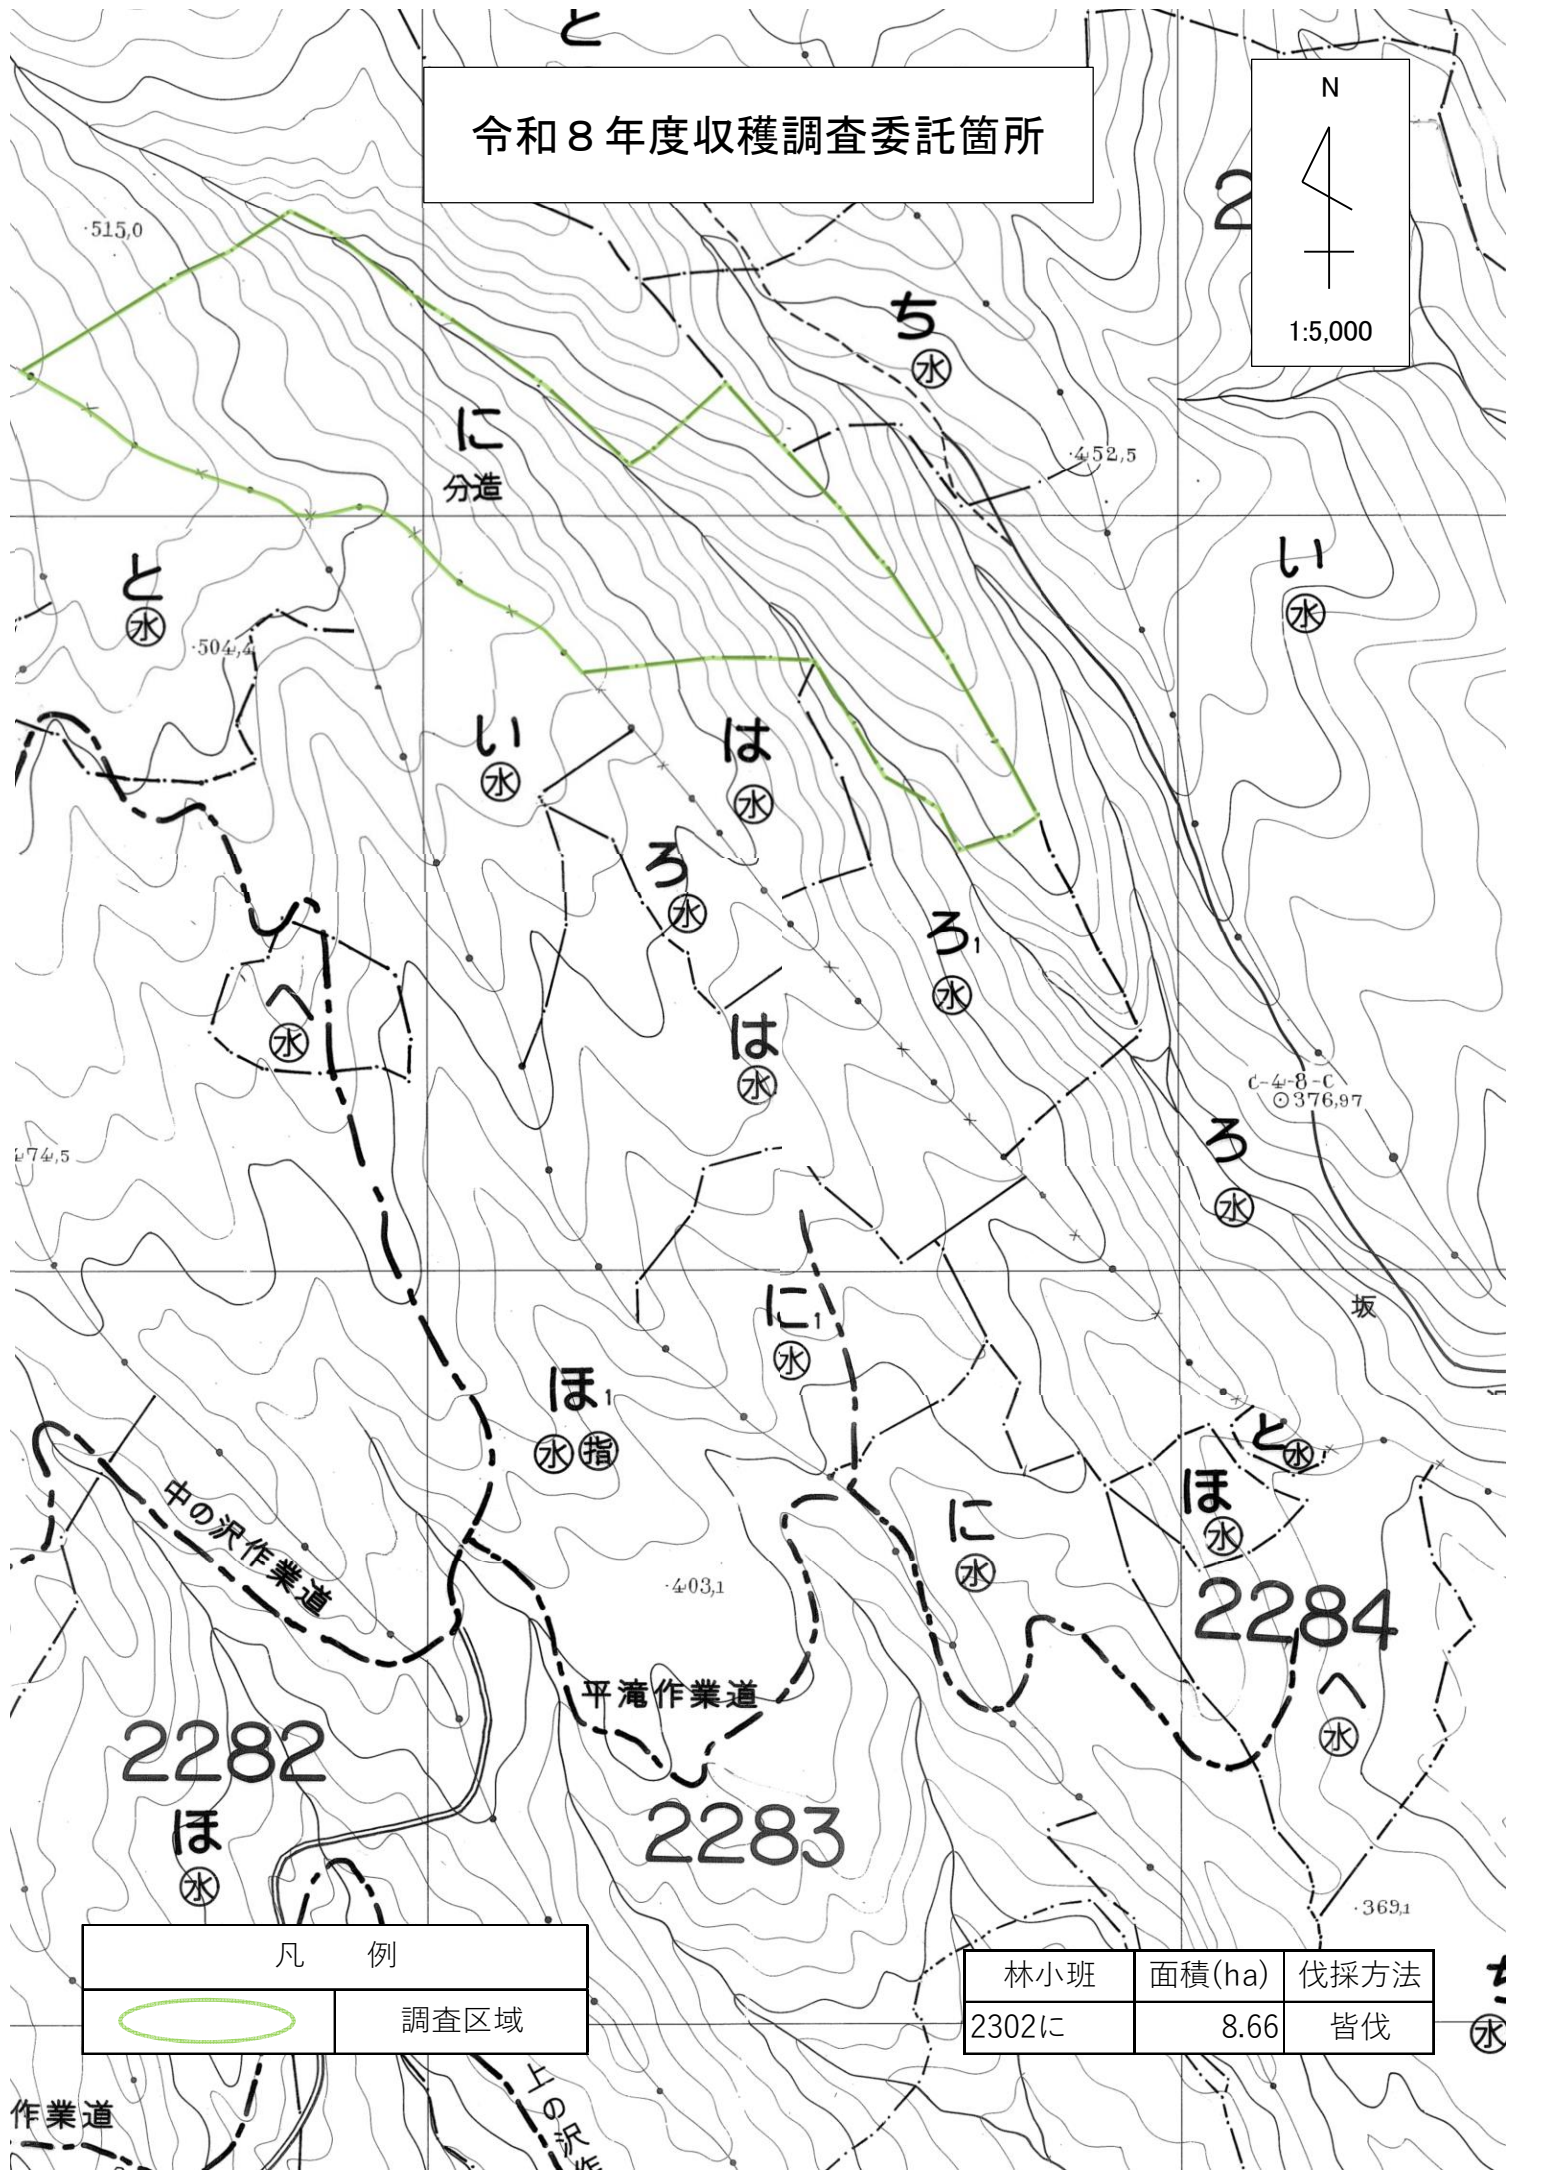 と
令和8年度収穫調査委託箇所
N
1:5,000
2
·515,0
ち
水
に
分造
·452,5
い
水
と
水
·504,4
い
水
は
水
ろ
水
ろ1
水
へ
水
は
水
C-4-8-C
376,97
ろ
水
474,5
坂
に1
水
ほ1
水 指
と
水
ほ
水
中の沢作業道
に
水
·403,1
2284
へ
水
平滝作業道
2282
2283
ほ
水
·369,1
凡 例
調査区域
林小班 面積(ha) 伐採方法
2302に 8.66 皆伐
水
作業道
上の沢作